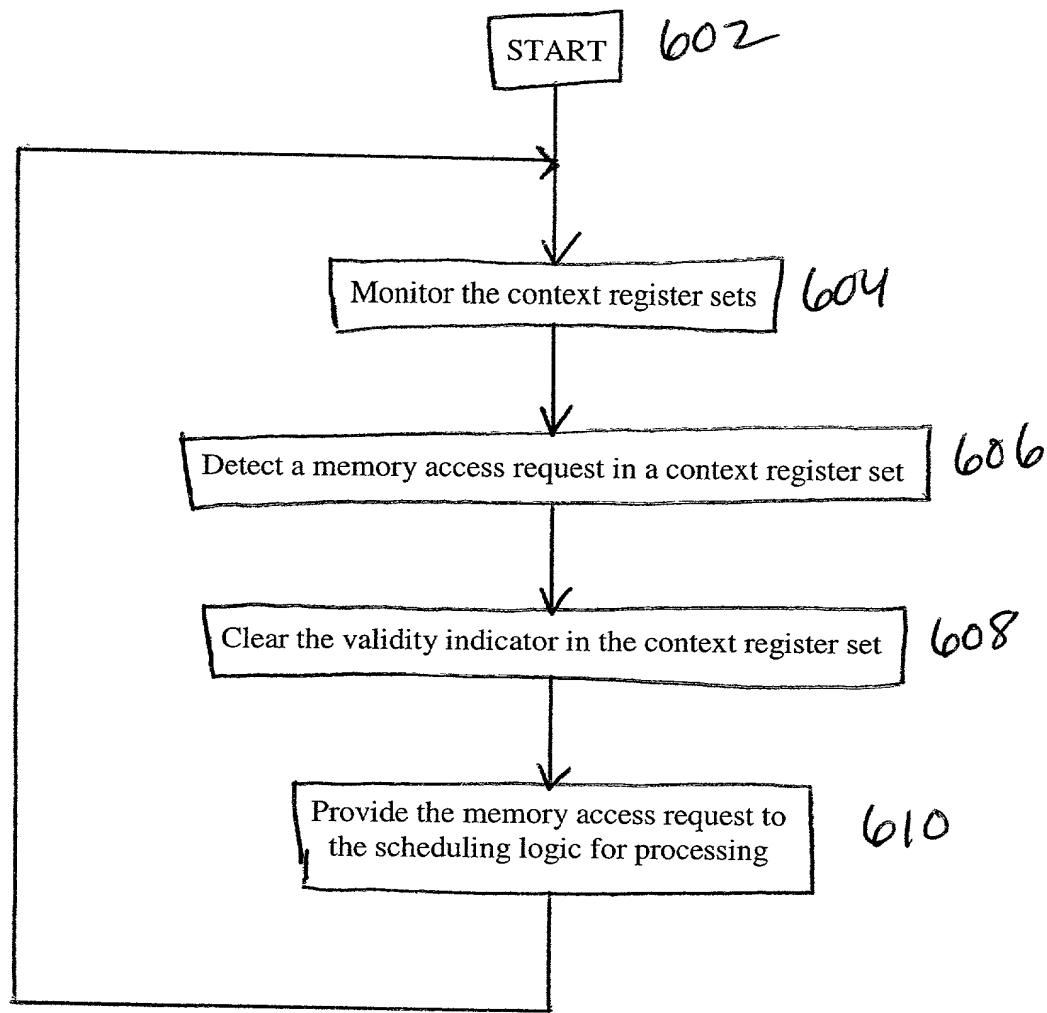 START 602
Monitor the context register sets 604
Detect a memory access request in a context register set 606
Clear the validity indicator in the context register set 608
Provide the memory access request to
the scheduling logic for processing 610